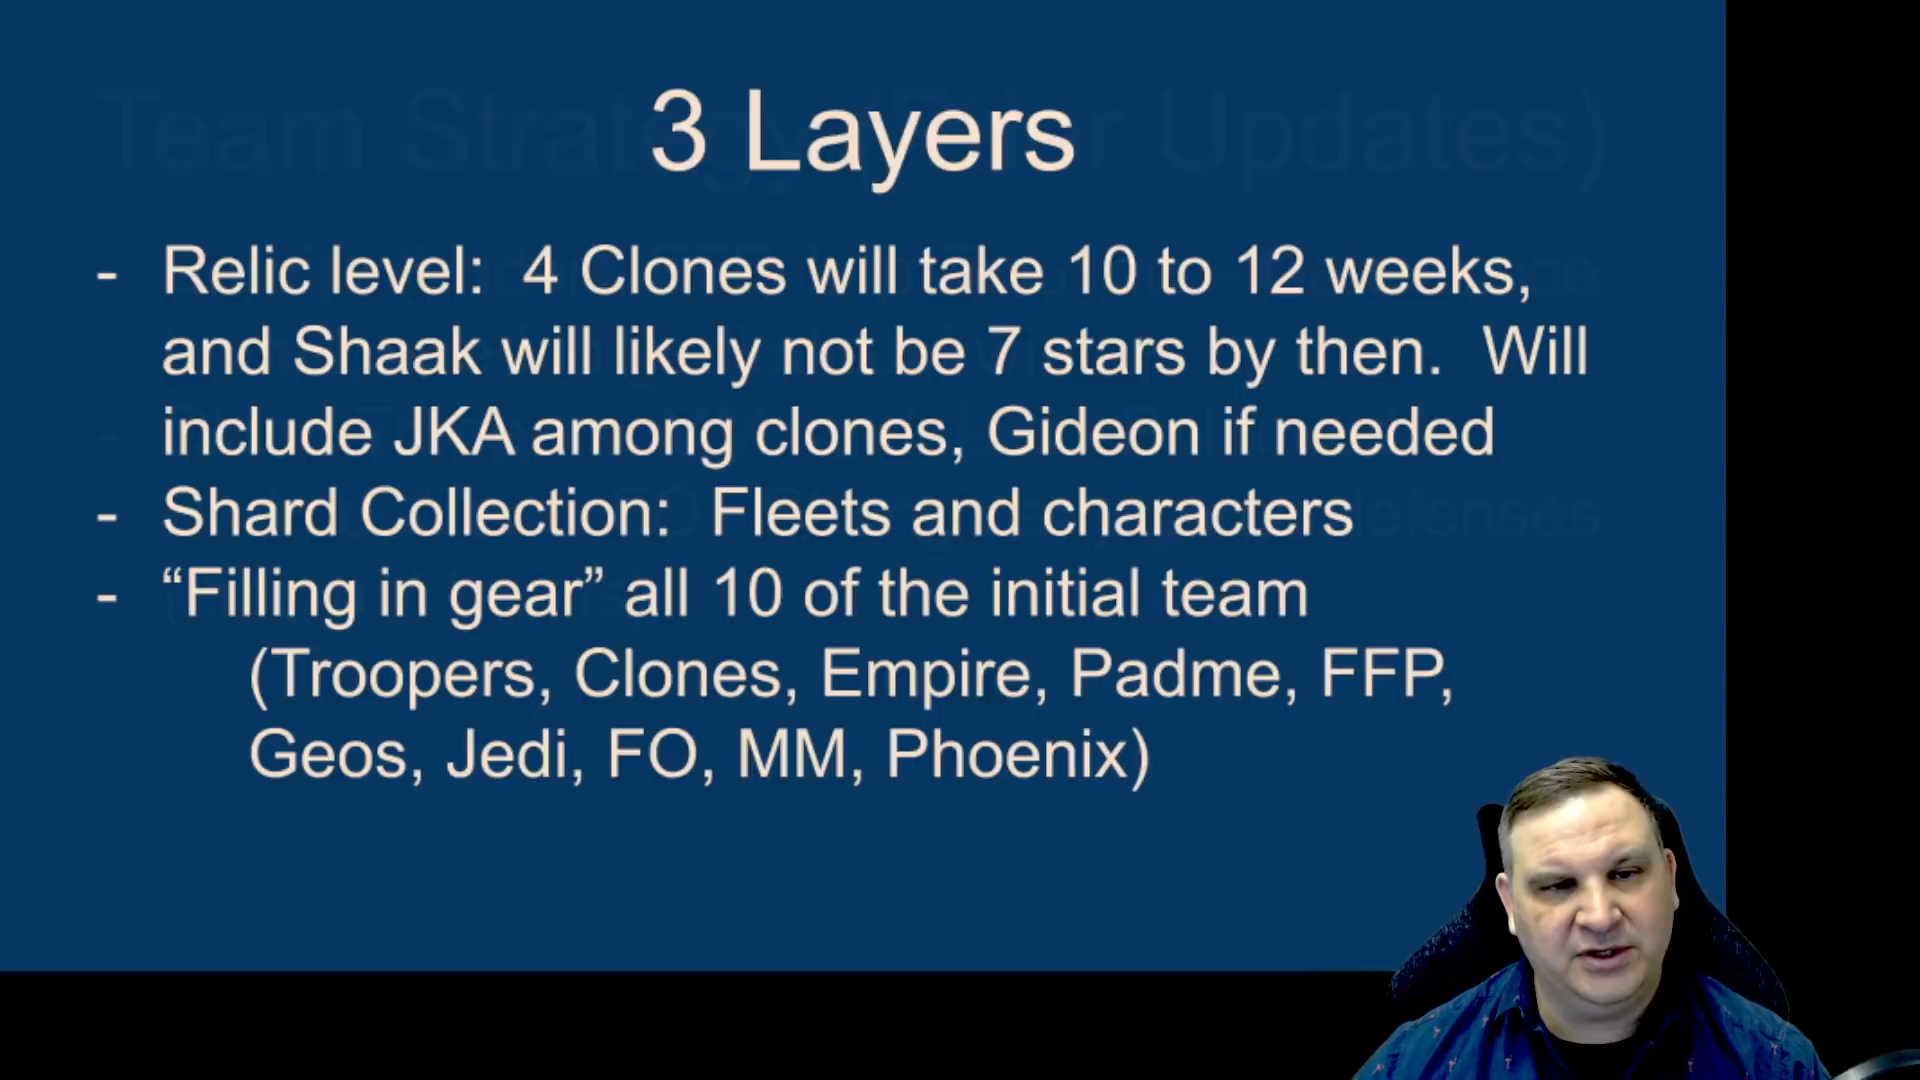 3 Layers
- Relic level:  4 Clones will take 10 to 12 weeks,
and Shaak will likely not be 7 stars by then.  Will
include JKA among clones, Gideon if needed
- Shard Collection:  Fleets and characters
- “Filling in gear” all 10 of the initial team
(Troopers, Clones, Empire, Padme, FFP,
Geos, Jedi, FO, MM, Phoenix)